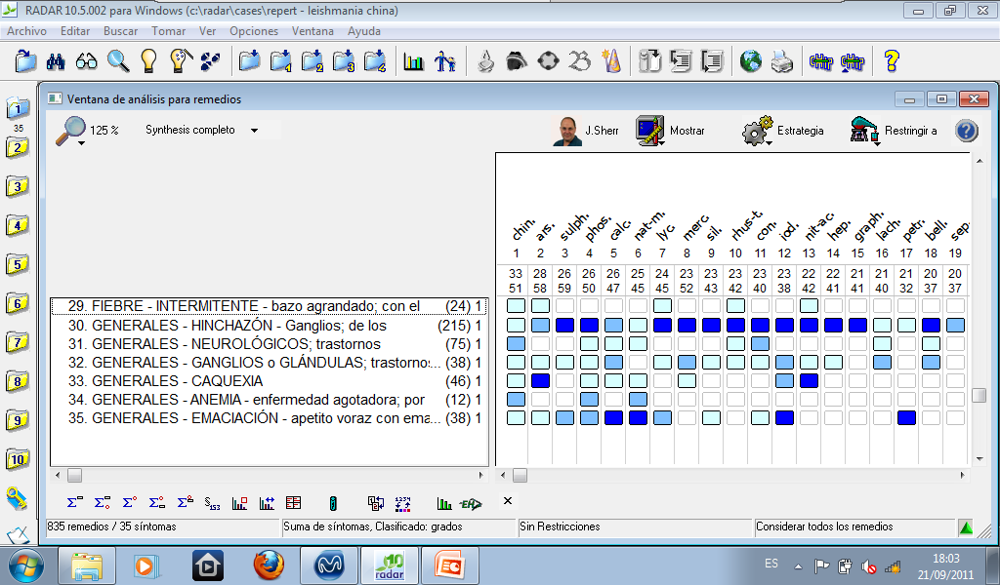 RADAR 10.5.002 para Windows (c:\radar\cases\repert - leishmania china)
Archivo Editar Buscar Tomar Ver Opciones Ventana Ayuda
1 2 3 4
Ventana de análisis para remedios
125 % Synthesis completo J.Sherr Mostrar Estrategia Restringir a
1
35
2
3
4
5
6
7
8
9
10
chin. ars. sulph. phos. calc. nat-m. lyc. merc. sil. rhus-t. con. iod. nit-ac. hep. graph. lach. petr. bell. sep.
1 2 3 4 5 6 7 8 9 10 11 12 13 14 15 16 17 18 19
33 28 26 26 26 25 24 23 23 23 23 22 22 22 21 21 21 20 19
51 58 59 50 47 45 45 52 43 42 40 38 42 41 41 40 32 37 37
29. FIEBRE - INTERMITENTE - bazo agrandado; con el (24) 1
30. GENERALES - HINCHAZÓN - Ganglios; de los (215) 1
31. GENERALES - NEUROLÓGICOS; trastornos (75) 1
32. GENERALES - GANGLIOS o GLÁNDULAS; trastorno:... (38) 1
33. GENERALES - CAQUEXIA (46) 1
34. GENERALES - ANEMIA - enfermedad agotadora; por (12) 1
35. GENERALES - EMACIACIÓN - apetito voraz con ema... (38) 1
835 remedios / 35 síntomas Suma de síntomas, Clasificado: grados Sin Restricciones Considerar todos los remedios
radar
ES
18:03
21/09/2011